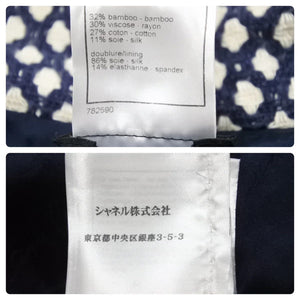 32% bamboo - bamboo
30% viscose - rayon
27% coton - cotton
11% soie - silk
doublure/lining
86% soie - silk
14% elasthanne - spandex
782590
シャネル株式会社
東京都中央区銀座3-5-3